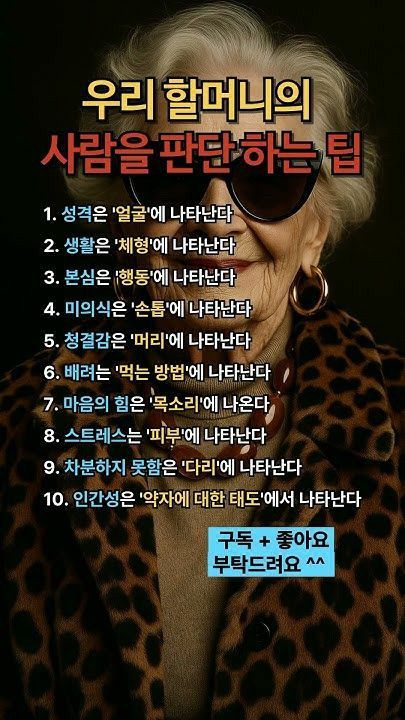 우리 할머니의
사람을 판단 하는 팁
1. 성격은 '얼굴'에 나타난다
2. 생활은 '체형'에 나타난다
3. 본심은 '행동'에 나타난다
4. 미의식은 '손톱'에 나타난다
5. 청결감은 '머리'에 나타난다
6. 배려는 '먹는 방법'에 나타난다
7. 마음의 힘은 '목소리'에 나온다
8. 스트레스는 '피부'에 나타난다
9. 차분하지 못함은 '다리'에 나타난다
10. 인간성은 '약자에 대한 태도'에서 나타난다
구독 + 좋아요
부탁드려요 ^^